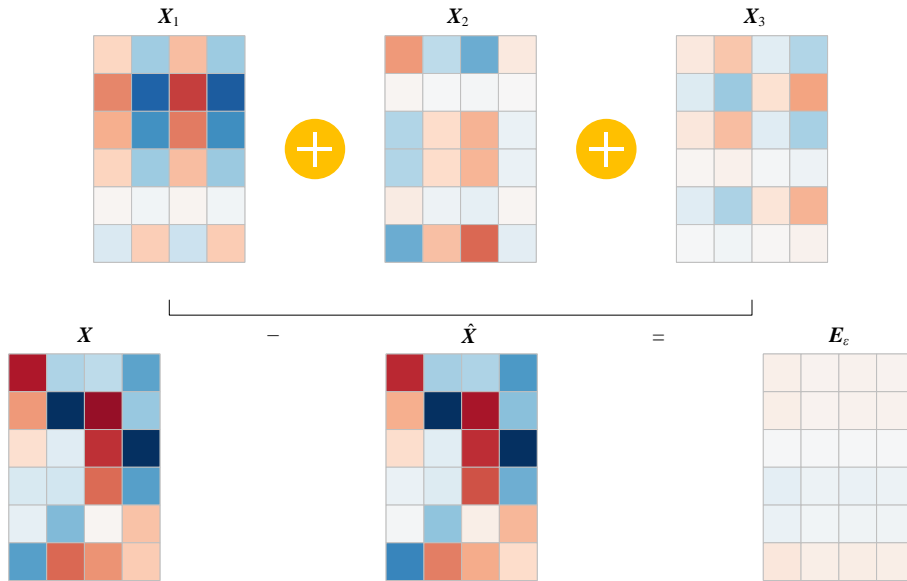 X₁ X₂ X₃
X − X̂ = E_ε